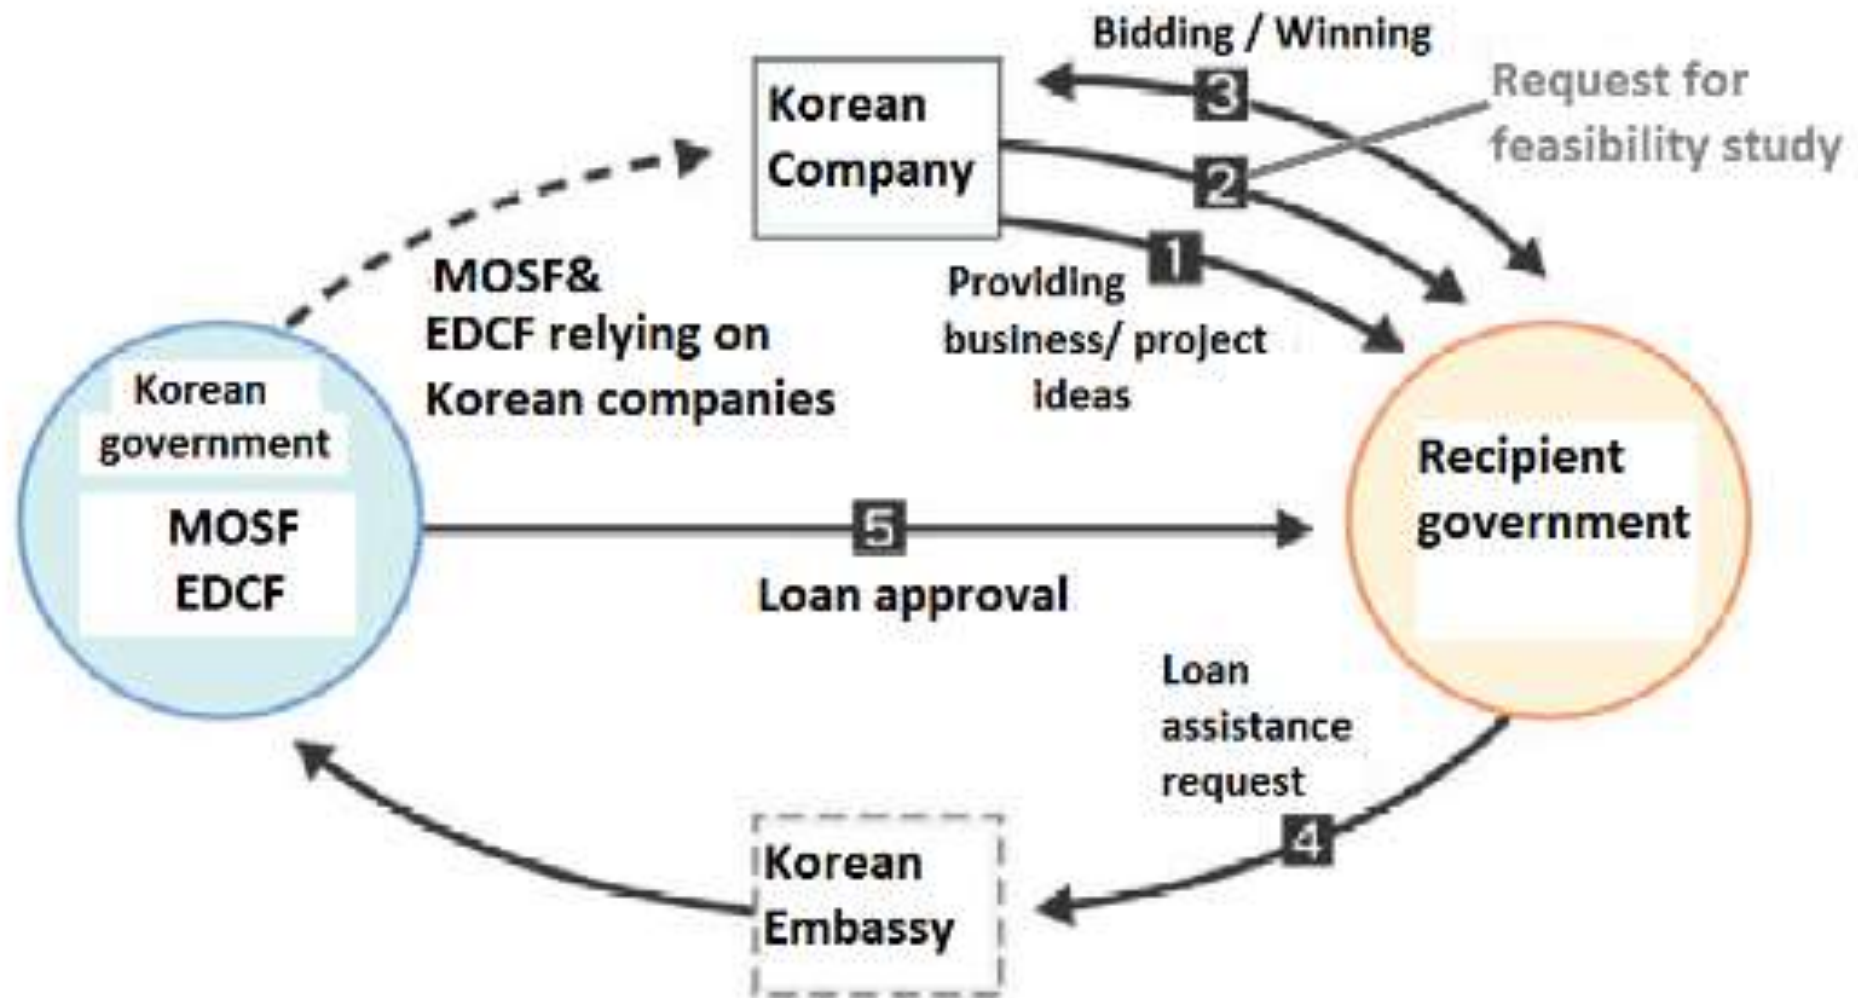 Bidding / Winning
3
Request for
feasibility study
Korean
Company
2
1
MOSF&
EDCF relying on
Korean companies
Providing
business/ project
ideas
Korean
government
MOSF
EDCF
5
Loan approval
Recipient
government
Loan
assistance
request
4
Korean
Embassy